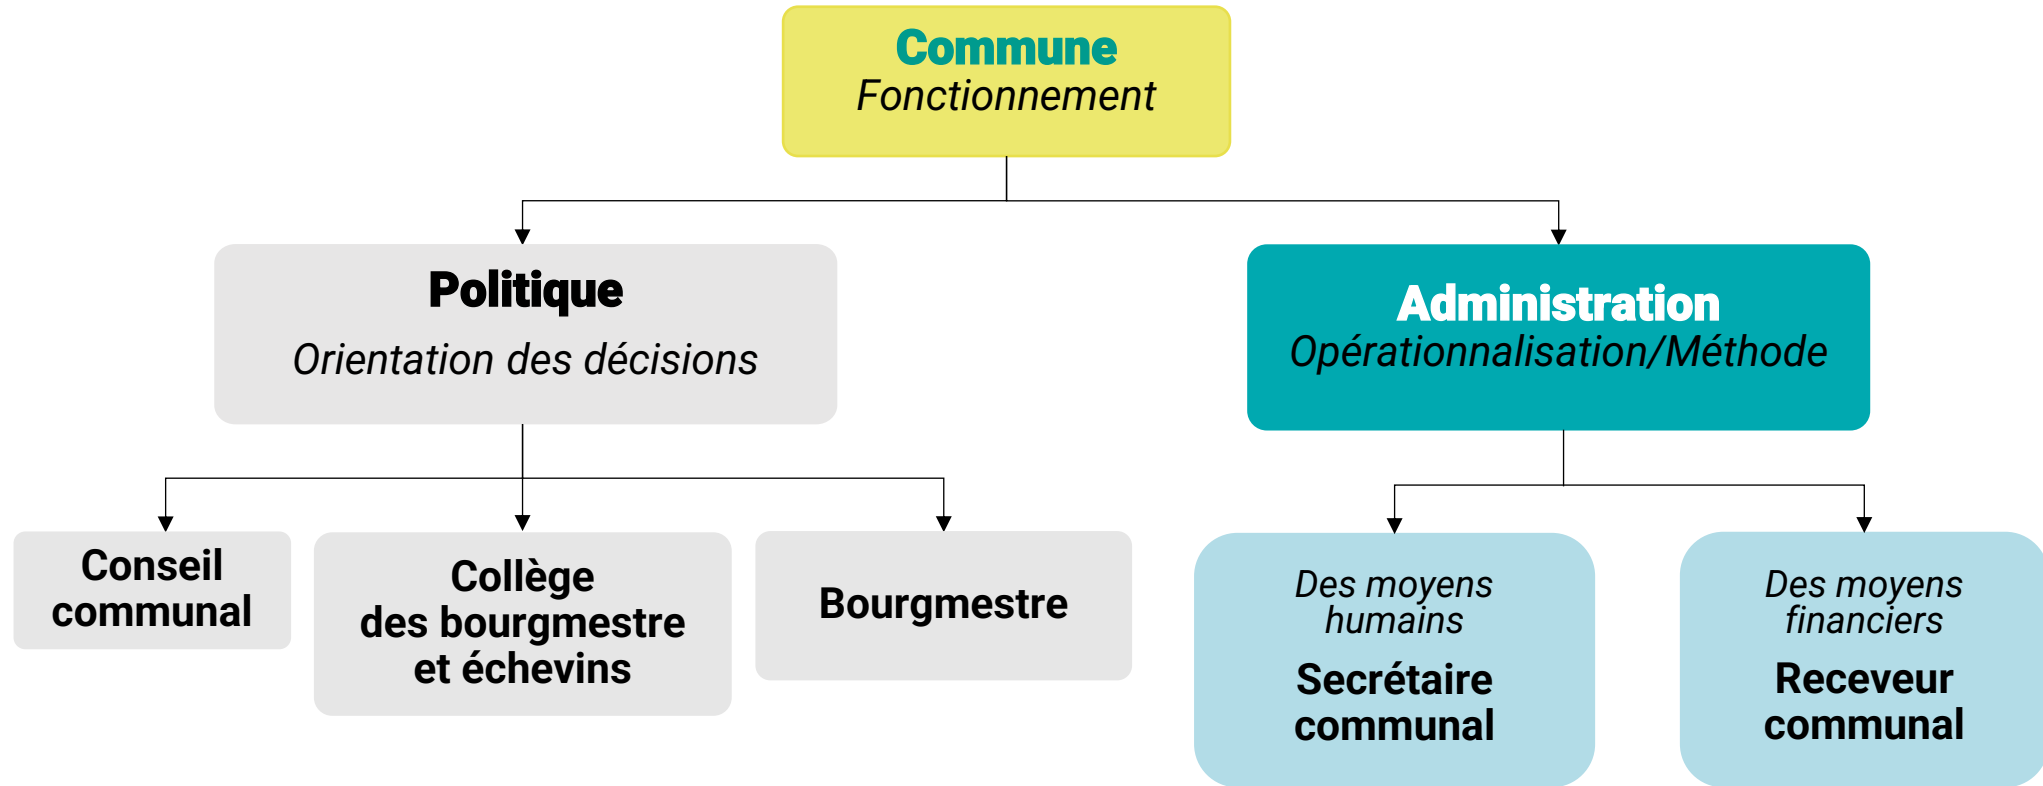 Commune
Fonctionnement
Politique
Orientation des décisions
Administration
Opérationnalisation/Méthode
Conseil
communal
Collège
des bourgmestre
et échevins
Bourgmestre
Des moyens
humains
Secrétaire
communal
Des moyens
financiers
Receveur
communal